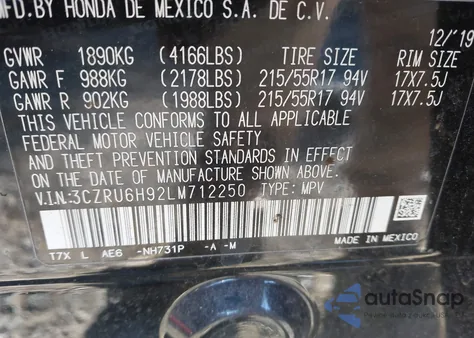 MFD.BY HONDA DE MEXICO S.A. DE C.V.
12/19
GVWR 1890KG (4166LBS) TIRE SIZE RIM SIZE
GAWR F 988KG (2178LBS) 215/55R17 94V 17X7.5J
GAWR R 902KG (1988LBS) 215/55R17 94V 17X7.5J
THIS VEHICLE CONFORMS TO ALL APPLICABLE
FEDERAL MOTOR VEHICLE SAFETY
AND THEFT PREVENTION STANDARDS IN EFFECT
ON THE DATE OF MANUFACTURE SHOWN ABOVE.
V.I.N.:3CZRU6H92LM712250 TYPE: MPV
T7X L AE6 -NH731P -A -M MADE IN MEXICO
autoSnap